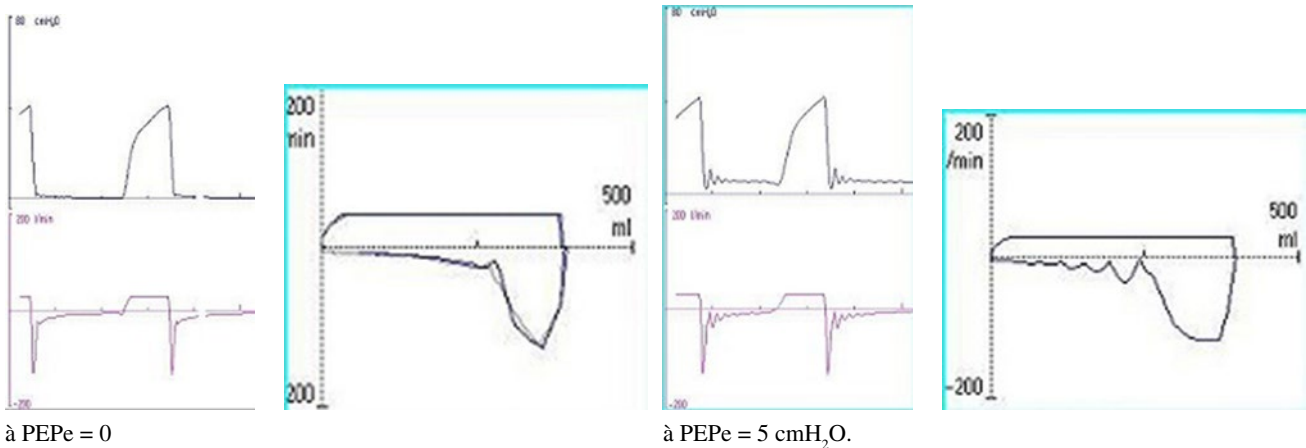 80 cmH₂O
200 l/min
-200
200
min
500
ml
200
80 cmH₂O
200 l/min
-200
200
/min
500
ml
-200
à PEPe = 0
à PEPe = 5 cmH₂O.